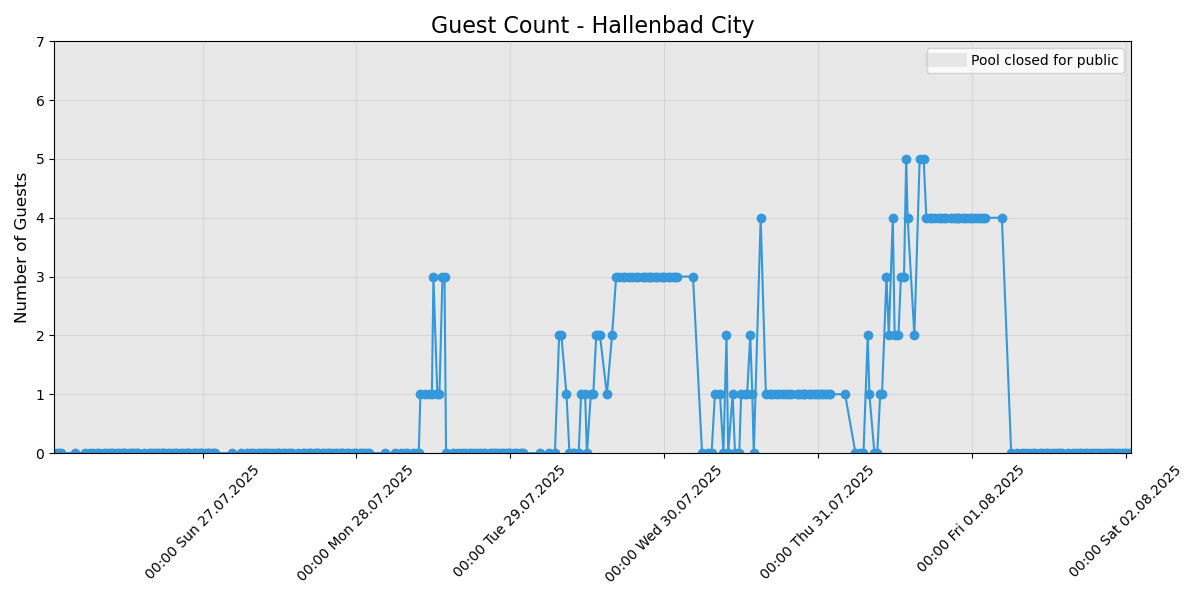 Guest Count - Hallenbad City
Pool closed for public
Number of Guests
7
6
5
4
3
2
1
0
00:00 Sun 27.07.2025
00:00 Mon 28.07.2025
00:00 Tue 29.07.2025
00:00 Wed 30.07.2025
00:00 Thu 31.07.2025
00:00 Fri 01.08.2025
00:00 Sat 02.08.2025